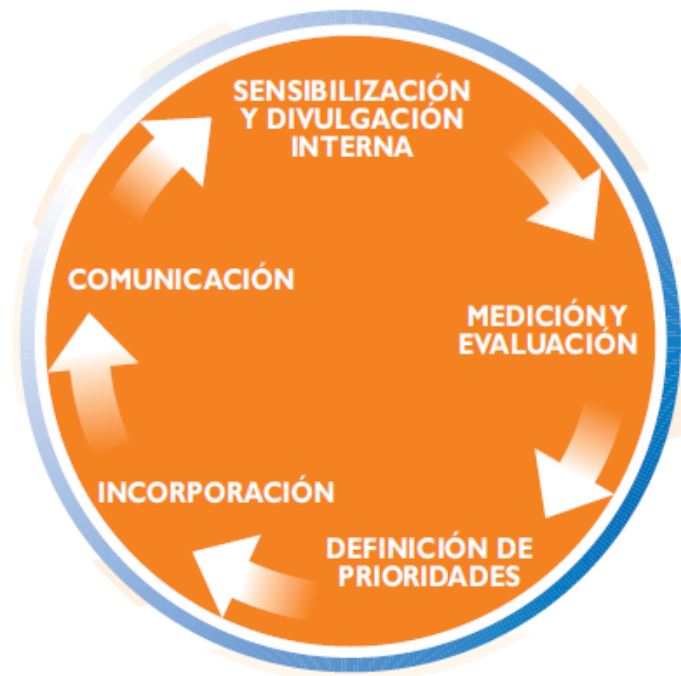 SENSIBILIZACIÓN
Y DIVULGACIÓN
INTERNA
MEDICIÓN Y
EVALUACIÓN
DEFINICIÓN DE
PRIORIDADES
INCORPORACIÓN
COMUNICACIÓN